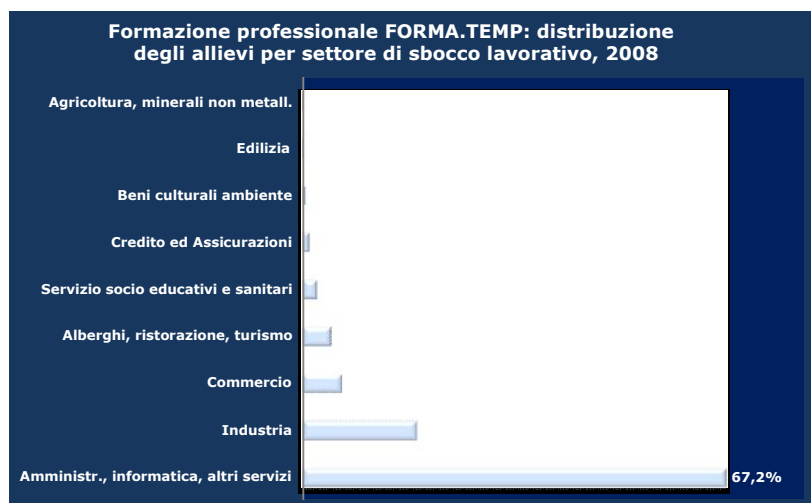 Formazione professionale FORMA.TEMP: distribuzione
degli allievi per settore di sbocco lavorativo, 2008
Agricoltura, minerali non metall.
Edilizia
Beni culturali ambiente
Credito ed Assicurazioni
Servizio socio educativi e sanitari
Alberghi, ristorazione, turismo
Commercio
Industria
Amministr., informatica, altri servizi 67,2%